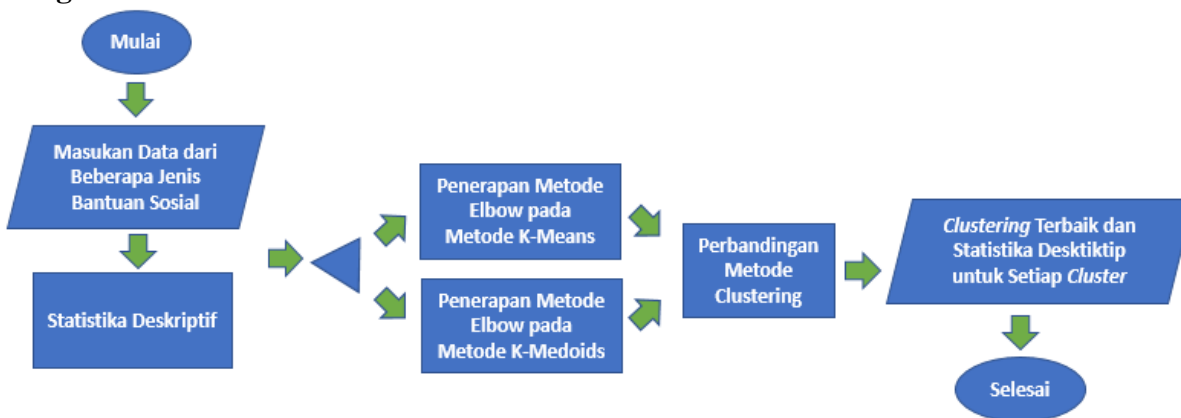 Mulai
Masukan Data dari
Beberapa Jenis
Bantuan Sosial
Statistika Deskriptif
Penerapan Metode
Elbow pada
Metode K-Means
Penerapan Metode
Elbow pada
Metode K-Medoids
Perbandingan
Metode
Clustering
Clustering Terbaik dan
Statistika Desktiktip
untuk Setiap Cluster
Selesai